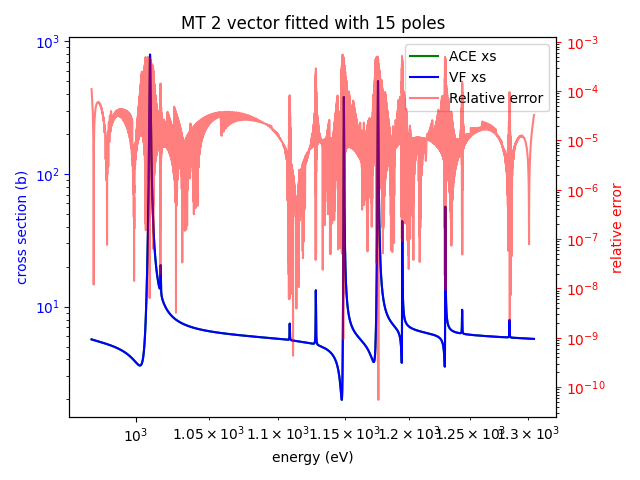 MT 2 vector fitted with 15 poles
ACE xs
VF xs
Relative error
cross section (b)
10³
10²
10¹
relative error
10⁻³
10⁻⁴
10⁻⁵
10⁻⁶
10⁻⁷
10⁻⁸
10⁻⁹
10⁻¹⁰
10³ 1.05 × 10³ 1.1 × 10³ 1.15 × 10³ 1.2 × 10³ 1.25 × 10³ 1.3 × 10³
energy (eV)